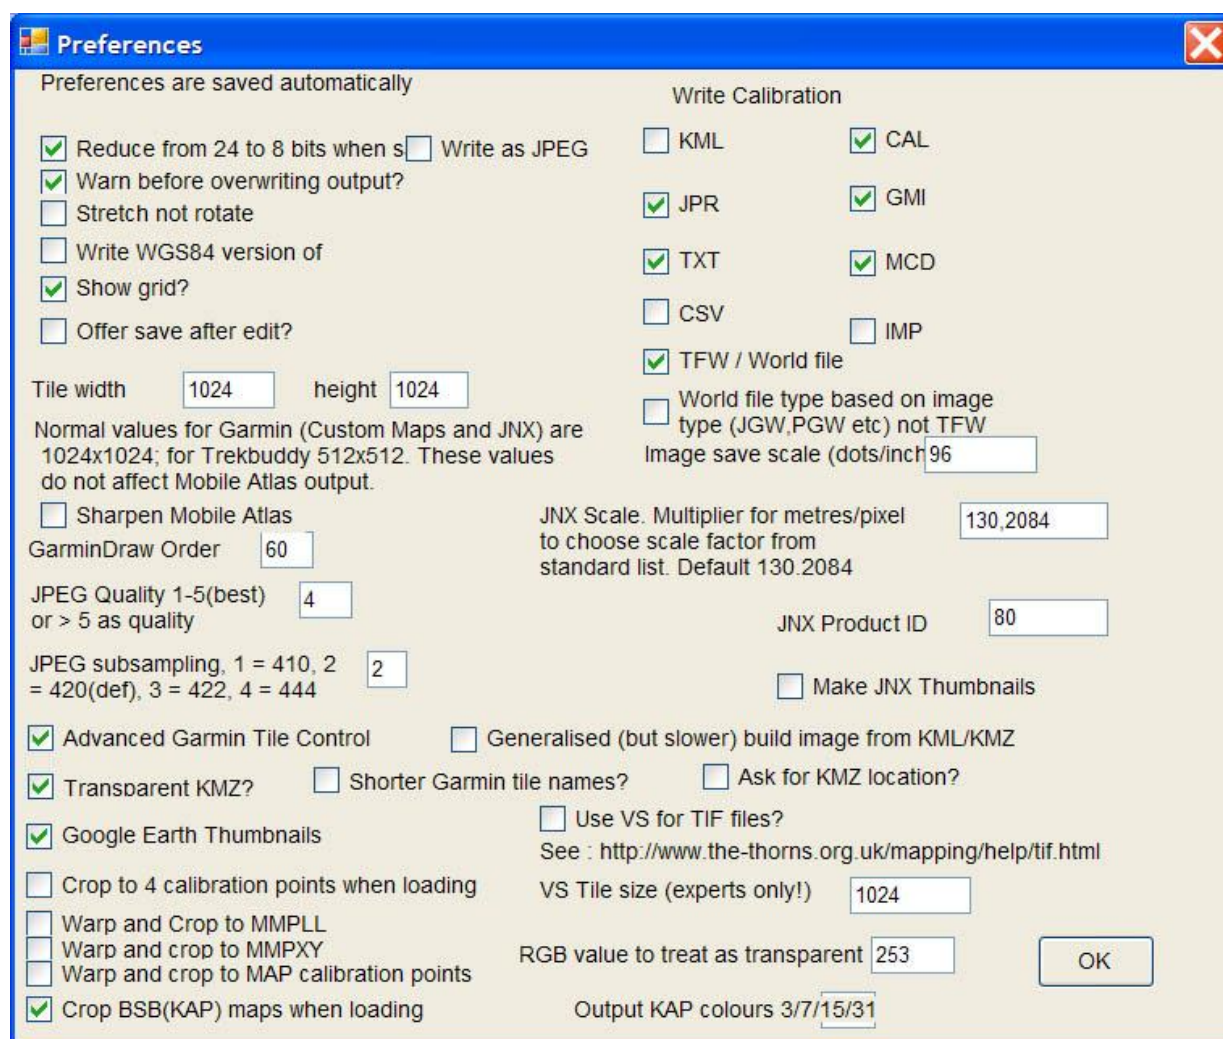 Preferences
Preferences are saved automatically
Write Calibration
Reduce from 24 to 8 bits when s Write as JPEG
KML CAL
Warn before overwriting output?
Stretch not rotate
JPR GMI
Write WGS84 version of
TXT MCD
Show grid?
CSV
Offer save after edit?
IMP
TFW / World file
Tile width 1024 height 1024
World file type based on image
type (JGW,PGW etc) not TFW
Normal values for Garmin (Custom Maps and JNX) are
1024x1024; for Trekbuddy 512x512. These values
do not affect Mobile Atlas output.
Image save scale (dots/inch 96
Sharpen Mobile Atlas
JNX Scale. Multiplier for metres/pixel
to choose scale factor from
standard list. Default 130.2084
130,2084
GarminDraw Order 60
JPEG Quality 1-5(best)
or > 5 as quality
4
JNX Product ID 80
JPEG subsampling, 1 = 410, 2
= 420(def), 3 = 422, 4 = 444
2
Make JNX Thumbnails
Advanced Garmin Tile Control Generalised (but slower) build image from KML/KMZ
Transparent KMZ? Shorter Garmin tile names? Ask for KMZ location?
Use VS for TIF files?
Google Earth Thumbnails
See : http://www.the-thorns.org.uk/mapping/help/tif.html
Crop to 4 calibration points when loading
VS Tile size (experts only!) 1024
Warp and Crop to MMPLL
Warp and crop to MMPXY
Warp and crop to MAP calibration points
RGB value to treat as transparent 253
OK
Crop BSB(KAP) maps when loading
Output KAP colours 3/7/15/31